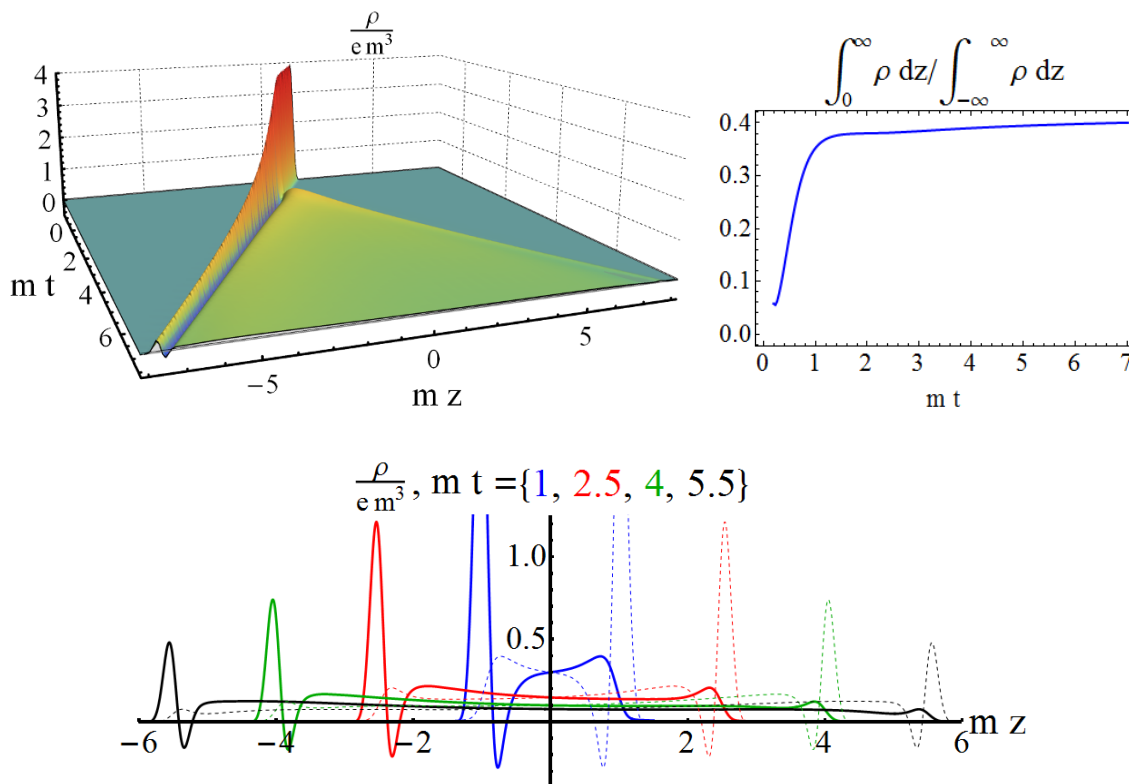 ρ/(e m³)
4
3
2
1
0
0
2
4
6
m t
−5
0
5
m z
∫₀^∞ ρ dz/ ∫₋∞^∞ ρ dz
0.4
0.3
0.2
0.1
0.0
0 1 2 3 4 5 6 7
m t
ρ/(e m³), m t ={1, 2.5, 4, 5.5}
1.0
0.5
−6 −4 −2 2 4 6 m z